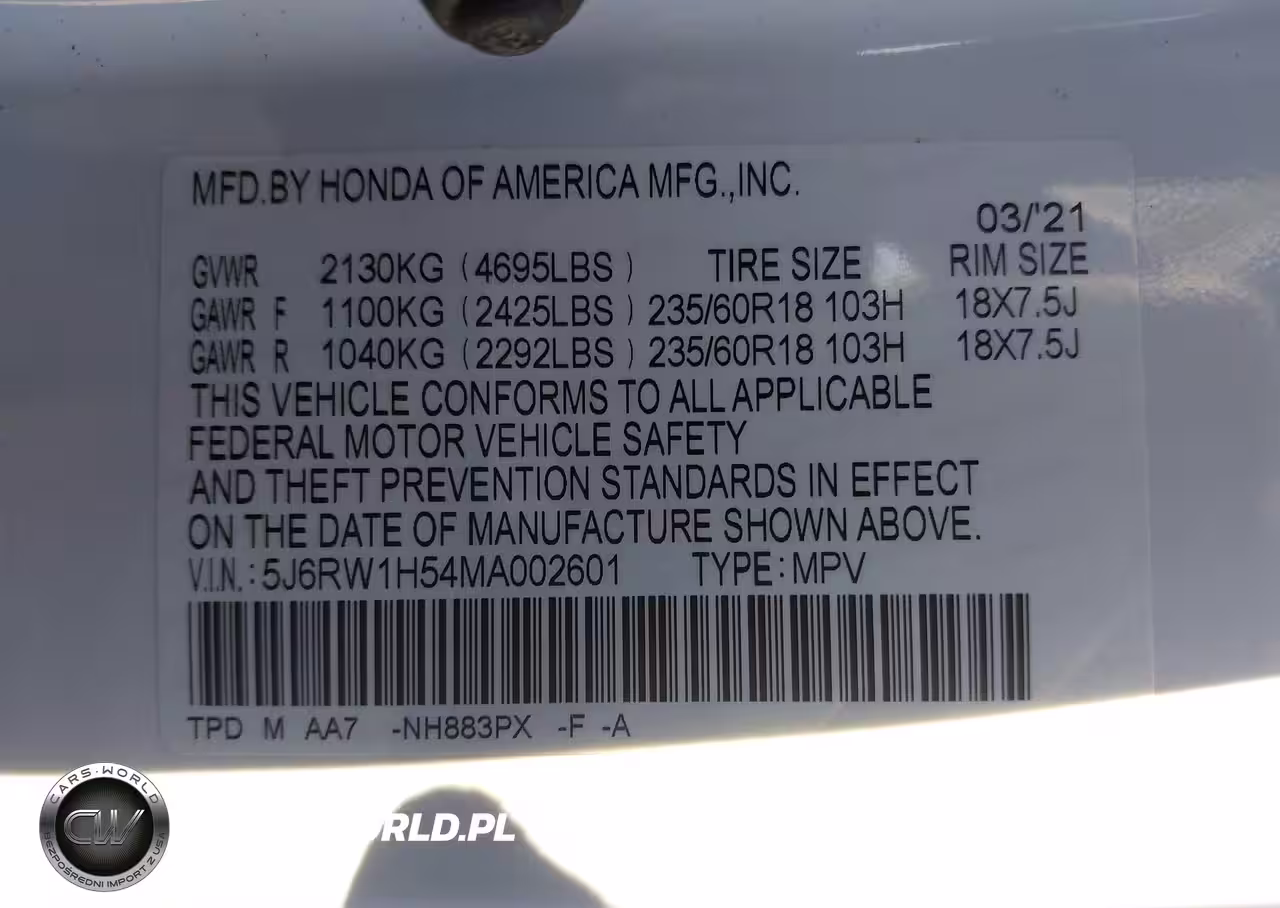 MFD.BY HONDA OF AMERICA MFG.,INC.
03/'21
GVWR 2130KG (4695LBS) TIRE SIZE RIM SIZE
GAWR F 1100KG (2425LBS) 235/60R18 103H 18X7.5J
GAWR R 1040KG (2292LBS) 235/60R18 103H 18X7.5J
THIS VEHICLE CONFORMS TO ALL APPLICABLE
FEDERAL MOTOR VEHICLE SAFETY
AND THEFT PREVENTION STANDARDS IN EFFECT
ON THE DATE OF MANUFACTURE SHOWN ABOVE.
V.I.N.: 5J6RW1H54MA002601 TYPE: MPV
TPD M AA7 -NH883PX -F -A
CARS-WORLD
CW
BEZPOŚREDNI IMPORT Z USA
RLD.PL